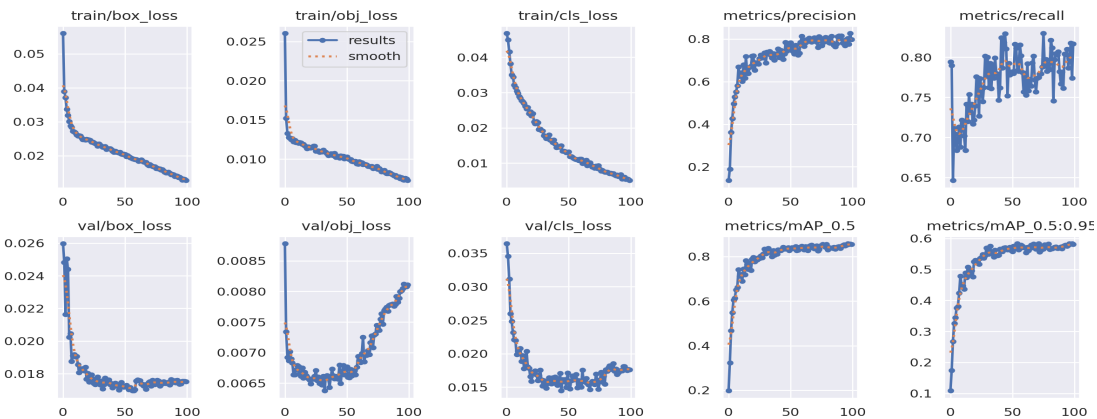 train/box_loss
train/obj_loss
train/cls_loss
metrics/precision
metrics/recall
0.05
0.04
0.03
0.02
0 50 100
0.025
0.020
0.015
0.010
results
smooth
0 50 100
0.04
0.03
0.02
0.01
0 50 100
0.8
0.6
0.4
0.2
0 50 100
0.80
0.75
0.70
0.65
0 50 100
val/box_loss
val/obj_loss
val/cls_loss
metrics/mAP_0.5
metrics/mAP_0.5:0.95
0.026
0.024
0.022
0.020
0.018
0 50 100
0.0085
0.0080
0.0075
0.0070
0.0065
0 50 100
0.035
0.030
0.025
0.020
0.015
0 50 100
0.8
0.6
0.4
0.2
0 50 100
0.6
0.5
0.4
0.3
0.2
0.1
0 50 100